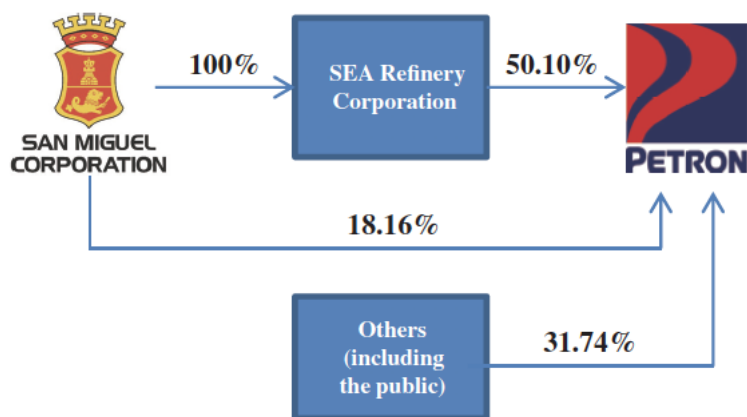 100%
SEA Refinery
Corporation
50.10%
SAN MIGUEL
CORPORATION
PETRON
18.16%
Others
(including
the public)
31.74%